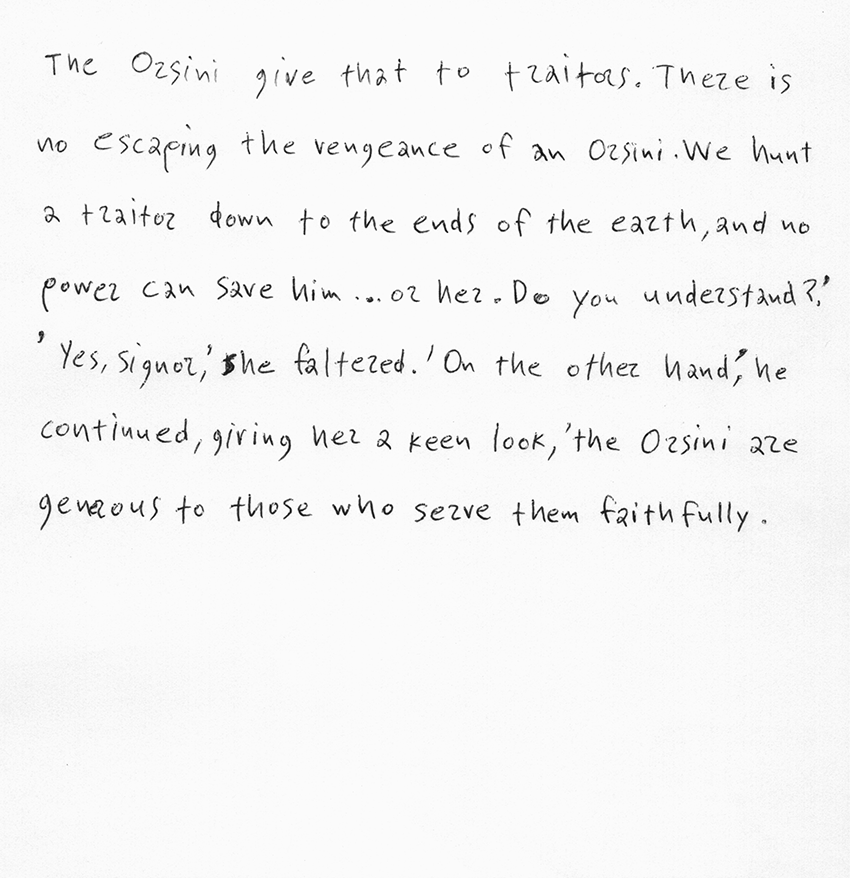 The Orsini give that to traitors. There is
no escaping the vengeance of an Orsini. We hunt
a traitor down to the ends of the earth, and no
power can save him ... or her. Do you understand?.'
'Yes, Signor,' she faltered. 'On the other hand,' he
continued, giving her a keen look, 'the Orsini are
generous to those who serve them faithfully.